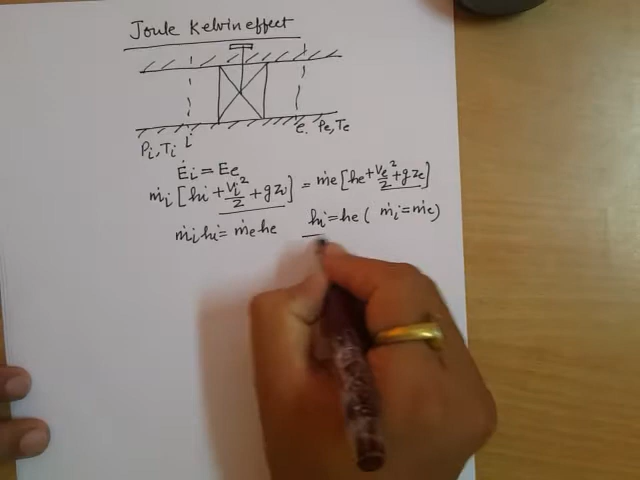 Joule Kelvin effect
i e. Pe, Te
Pi, Ti
Ėi = Ėe
ṁi [hi + Vi²/2 + gzi] = ṁe [he + Ve²/2 + gze]
ṁi hi = ṁe he hi = he ( ṁi = ṁe)